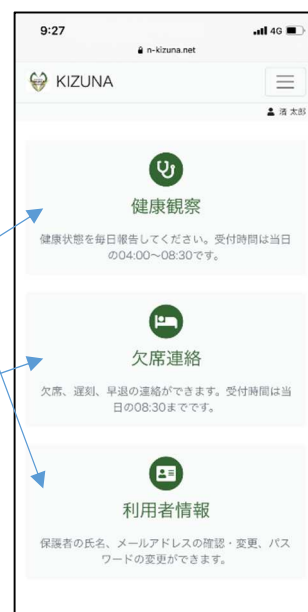 9:27
4G
n-kizuna.net
KIZUNA
濱 太郎
健康観察
健康状態を毎日報告してください。受付時間は当日
の04:00〜08:30です。
欠席連絡
欠席、遅刻、早退の連絡ができます。受付時間は当
日の08:30までです。
利用者情報
保護者の氏名、メールアドレスの確認・変更、パス
ワードの変更ができます。